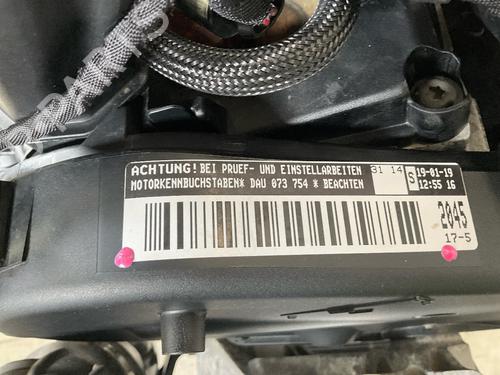 ACHTUNG! BEI PRUEF- UND EINSTELLARBEITEN
MOTORKENNBUCHSTABEN* DAU 073 754 * BEACHTEN
31 14
S
19-01-19
12:55 16
2045
17-5